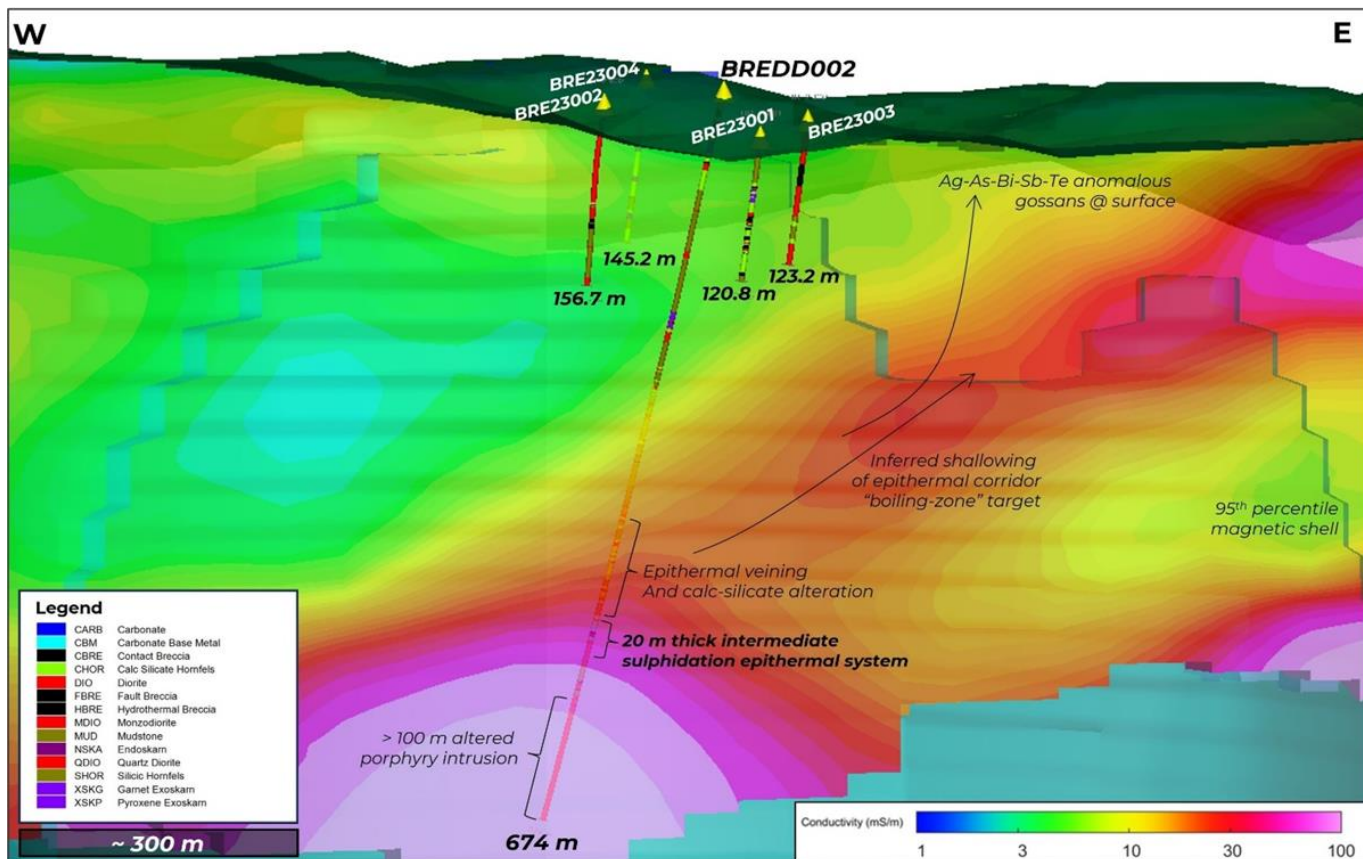 W
E
BRE23004
BREDD002
BRE23002
BRE23001
BRE23003
Ag-As-Bi-Sb-Te anomalous
gossans @ surface
145.2 m
156.7 m
120.8 m
123.2 m
Inferred shallowing
of epithermal corridor
“boiling-zone” target
95th percentile
magnetic shell
Epithermal veining
And calc-silicate alteration
20 m thick intermediate
sulphidation epithermal system
> 100 m altered
porphyry intrusion
674 m
Legend
CARB Carbonate
CBM Carbonate Base Metal
CBRE Contact Breccia
CHOR Calc Silicate Hornfels
DIO Diorite
FBRE Fault Breccia
HBRE Hydrothermal Breccia
MDIO Monzodiorite
MUD Mudstone
NSKA Endoskarn
QDIO Quartz Diorite
SHOR Silicic Hornfels
XSKG Garnet Exoskarn
XSKP Pyroxene Exoskarn
~ 300 m
Conductivity (mS/m)
1 3 10 30 100